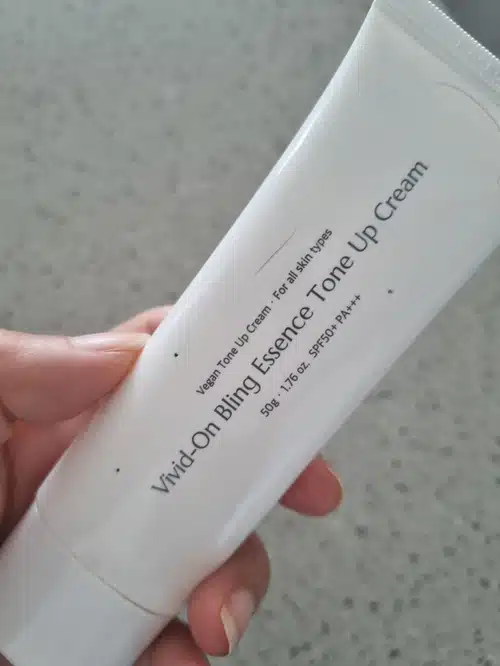 Vegan Tone Up Cream · For all skin types
Vivid-On Bling Essence Tone Up Cream
50g · 1.76 oz  SPF50+ PA+++